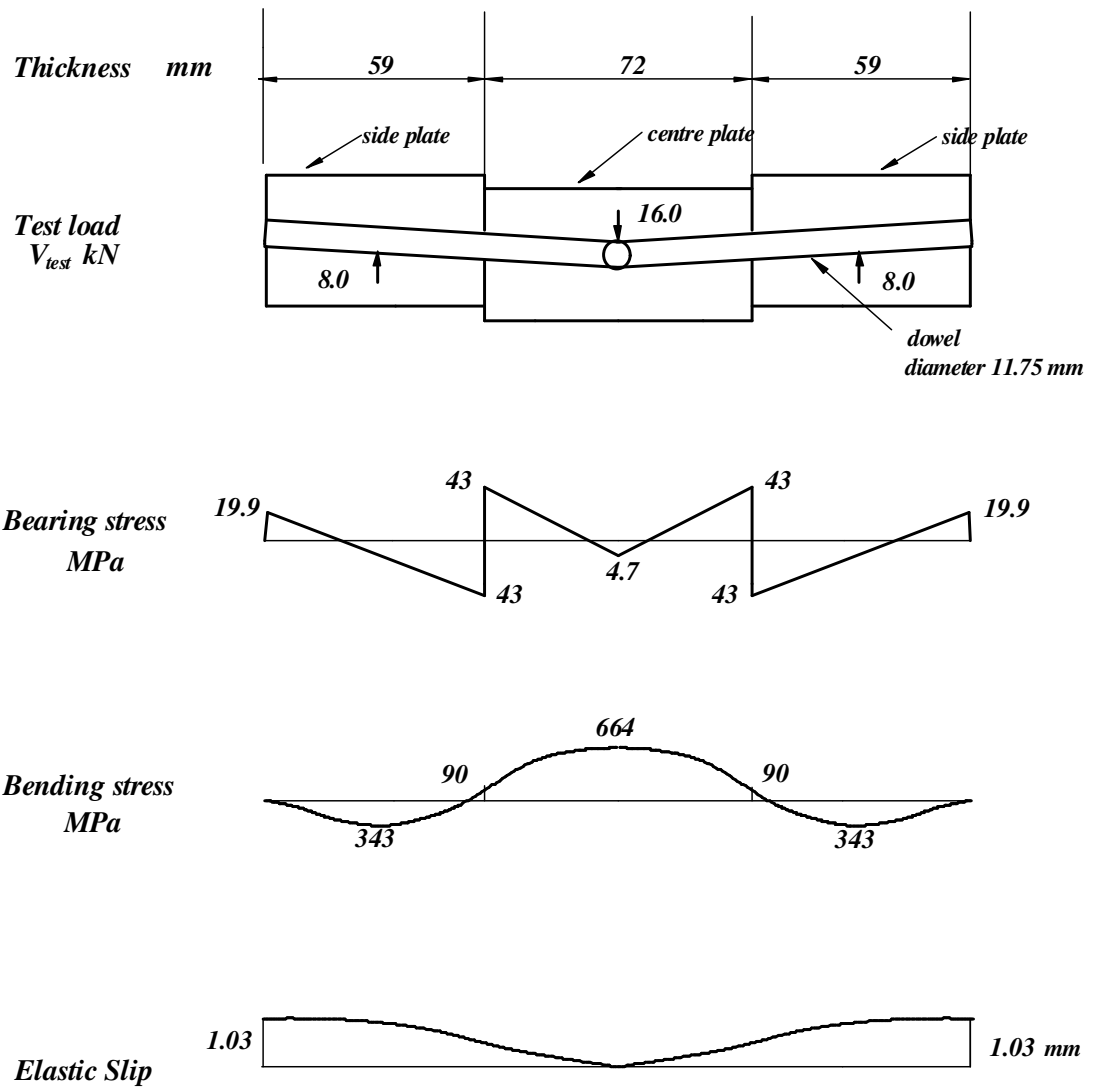 Thickness mm
59 72 59
side plate
centre plate
side plate
Test load
V_test kN
16.0
8.0
8.0
dowel
diameter 11.75 mm
Bearing stress
MPa
19.9
43
43
19.9
4.7
43
43
Bending stress
MPa
664
90
90
343
343
Elastic Slip
1.03
1.03 mm